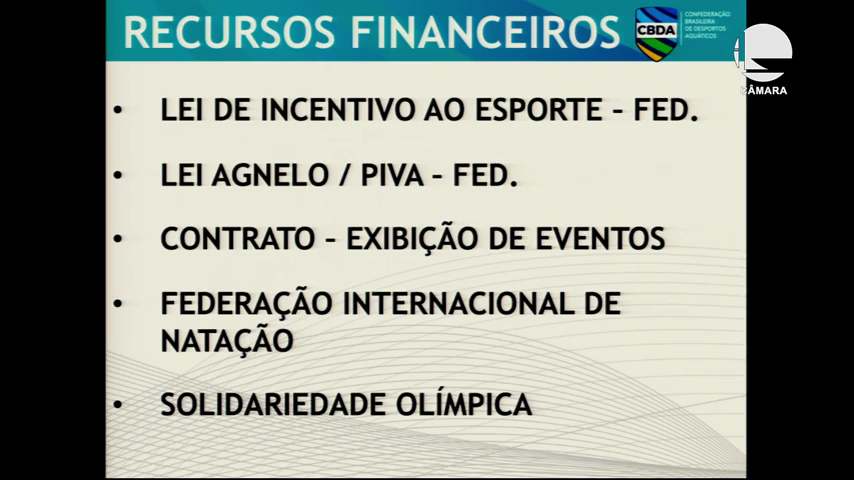 RECURSOS FINANCEIROS
CBDA
CONFEDERAÇÃO
BRASILEIRA
DE DESPORTOS
AQUÁTICOS
CÂMARA
• LEI DE INCENTIVO AO ESPORTE – FED.
• LEI AGNELO / PIVA – FED.
• CONTRATO – EXIBIÇÃO DE EVENTOS
• FEDERAÇÃO INTERNACIONAL DE
NATAÇÃO
• SOLIDARIEDADE OLÍMPICA